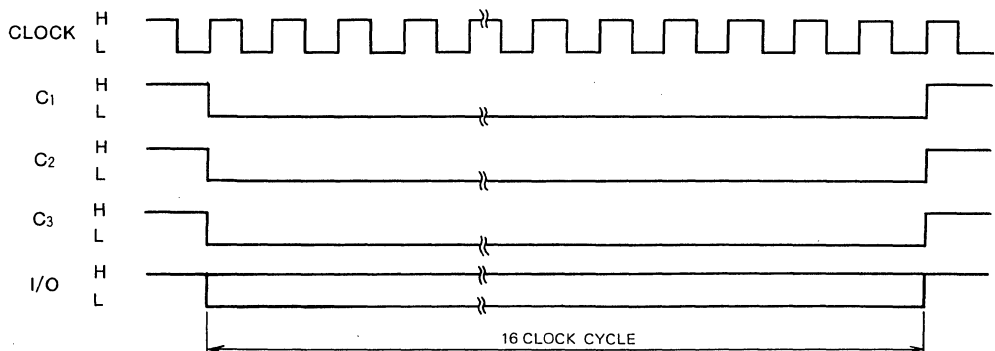 CLOCK H
L
C1 H
L
C2 H
L
C3 H
L
I/O H
L
16 CLOCK CYCLE